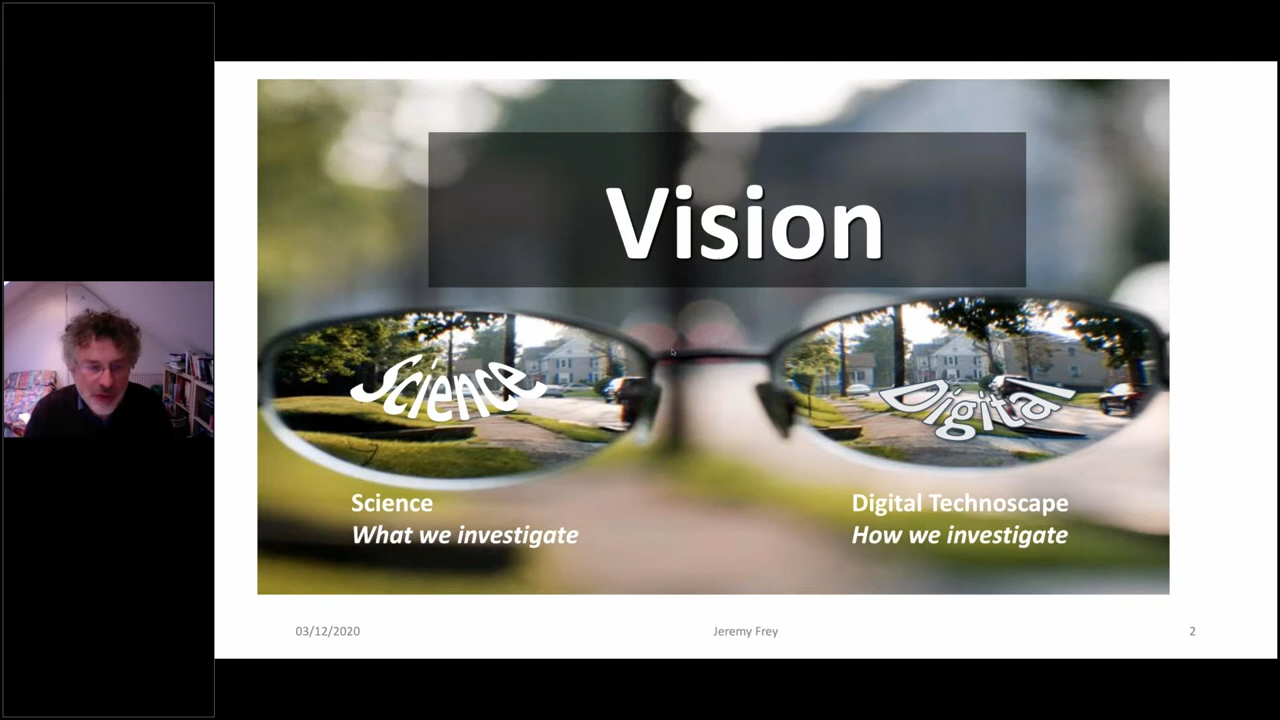 Vision
Science
Digital
Science
What we investigate
Digital Technoscape
How we investigate
03/12/2020
Jeremy Frey
2